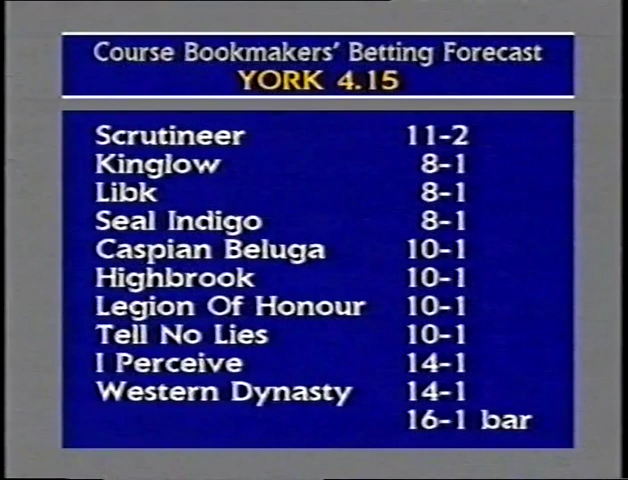 Course Bookmakers' Betting Forecast
YORK 4.15
Scrutineer 11-2
Kinglow 8-1
Libk 8-1
Seal Indigo 8-1
Caspian Beluga 10-1
Highbrook 10-1
Legion Of Honour 10-1
Tell No Lies 10-1
I Perceive 14-1
Western Dynasty 14-1
16-1 bar